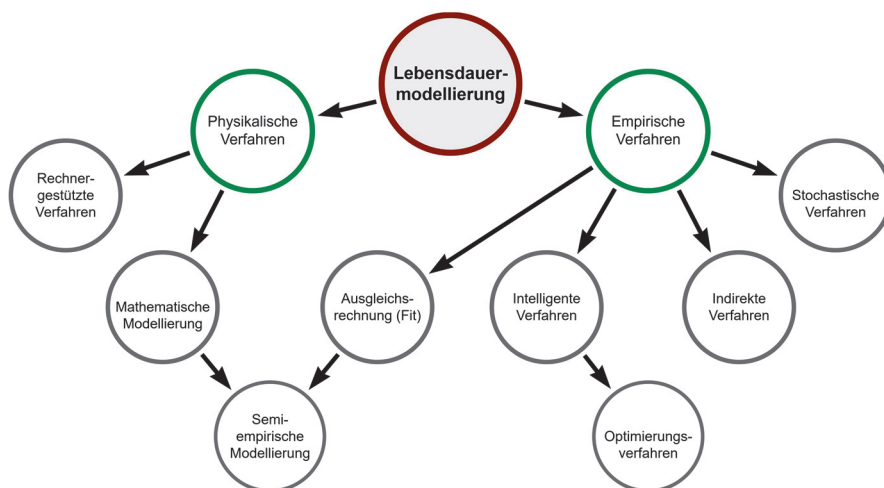 Lebensdauer-
modellierung
Physikalische
Verfahren
Empirische
Verfahren
Rechner-
gestützte
Verfahren
Stochastische
Verfahren
Mathematische
Modellierung
Ausgleichs-
rechnung (Fit)
Intelligente
Verfahren
Indirekte
Verfahren
Semi-
empirische
Modellierung
Optimierungs-
verfahren